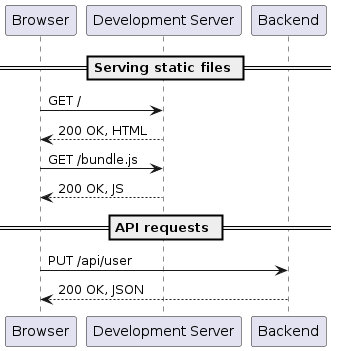 Browser Development Server Backend
Serving static files
GET /
200 OK, HTML
GET /bundle.js
200 OK, JS
API requests
PUT /api/user
200 OK, JSON
Browser Development Server Backend